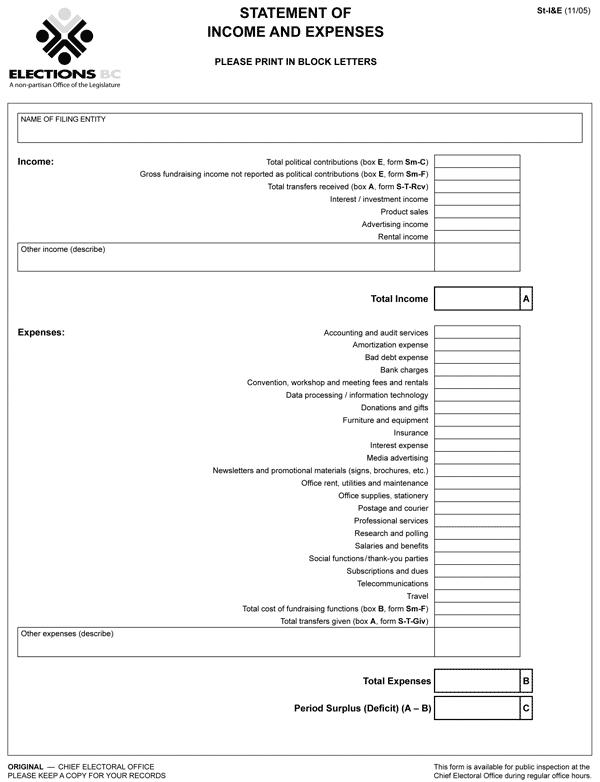 STATEMENT OF
INCOME AND EXPENSES
St-I&E (11/05)
PLEASE PRINT IN BLOCK LETTERS
ELECTIONS BC
A non-partisan Office of the Legislature
NAME OF FILING ENTITY
Income:
Total political contributions (box E, form Sm-C)
Gross fundraising income not reported as political contributions (box E, form Sm-F)
Total transfers received (box A, form S-T-Rcv)
Interest / investment income
Product sales
Advertising income
Rental income
Other income (describe)
Total Income A
Expenses:
Accounting and audit services
Amortization expense
Bad debt expense
Bank charges
Convention, workshop and meeting fees and rentals
Data processing / information technology
Donations and gifts
Furniture and equipment
Insurance
Interest expense
Media advertising
Newsletters and promotional materials (signs, brochures, etc.)
Office rent, utilities and maintenance
Office supplies, stationery
Postage and courier
Professional services
Research and polling
Salaries and benefits
Social functions / thank-you parties
Subscriptions and dues
Telecommunications
Travel
Total cost of fundraising functions (box B, form Sm-F)
Total transfers given (box A, form S-T-Giv)
Other expenses (describe)
Total Expenses B
Period Surplus (Deficit) (A – B) C
ORIGINAL — CHIEF ELECTORAL OFFICE
PLEASE KEEP A COPY FOR YOUR RECORDS
This form is available for public inspection at the
Chief Electoral Office during regular office hours.